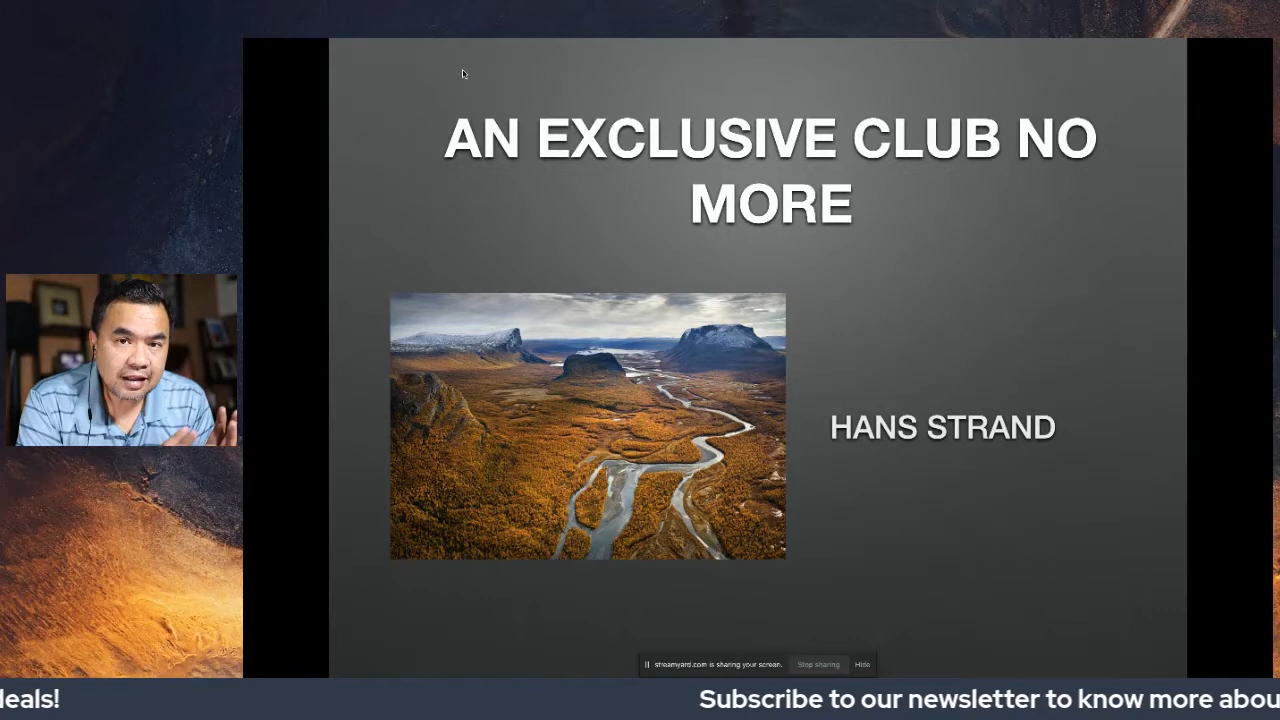 AN EXCLUSIVE CLUB NO
MORE
HANS STRAND
streamyard.com is sharing your screen.
Stop sharing
Hide
deals!
Subscribe to our newsletter to know more abou